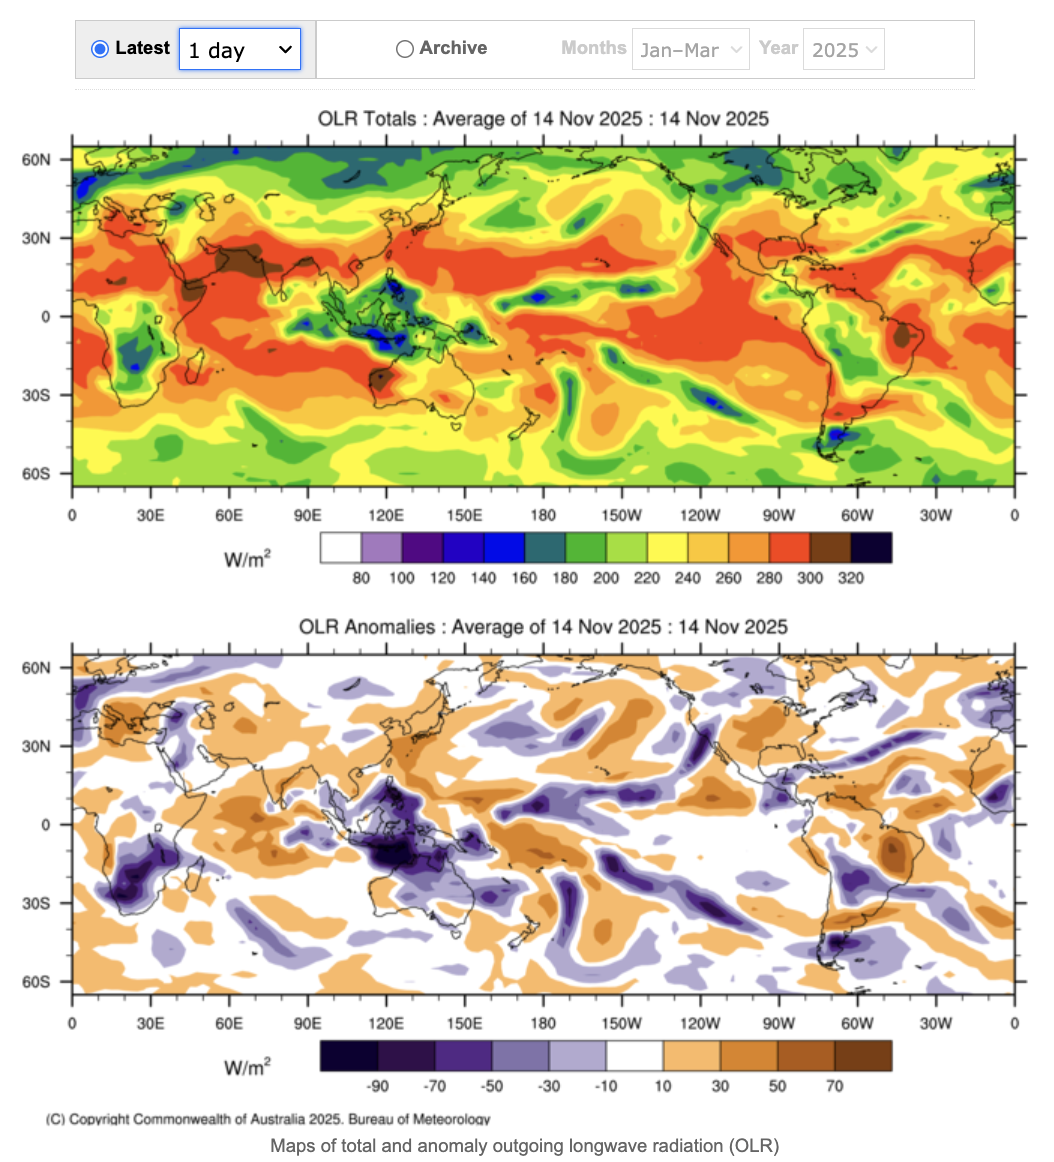 Latest 1 day Archive Months Jan–Mar Year 2025
OLR Totals : Average of 14 Nov 2025 : 14 Nov 2025
60N
30N
0
30S
60S
0 30E 60E 90E 120E 150E 180 150W 120W 90W 60W 30W 0
W/m²
80 100 120 140 160 180 200 220 240 260 280 300 320
OLR Anomalies : Average of 14 Nov 2025 : 14 Nov 2025
60N
30N
0
30S
60S
0 30E 60E 90E 120E 150E 180 150W 120W 90W 60W 30W 0
W/m²
-90 -70 -50 -30 -10 10 30 50 70
(C) Copyright Commonwealth of Australia 2025. Bureau of Meteorology
Maps of total and anomaly outgoing longwave radiation (OLR)